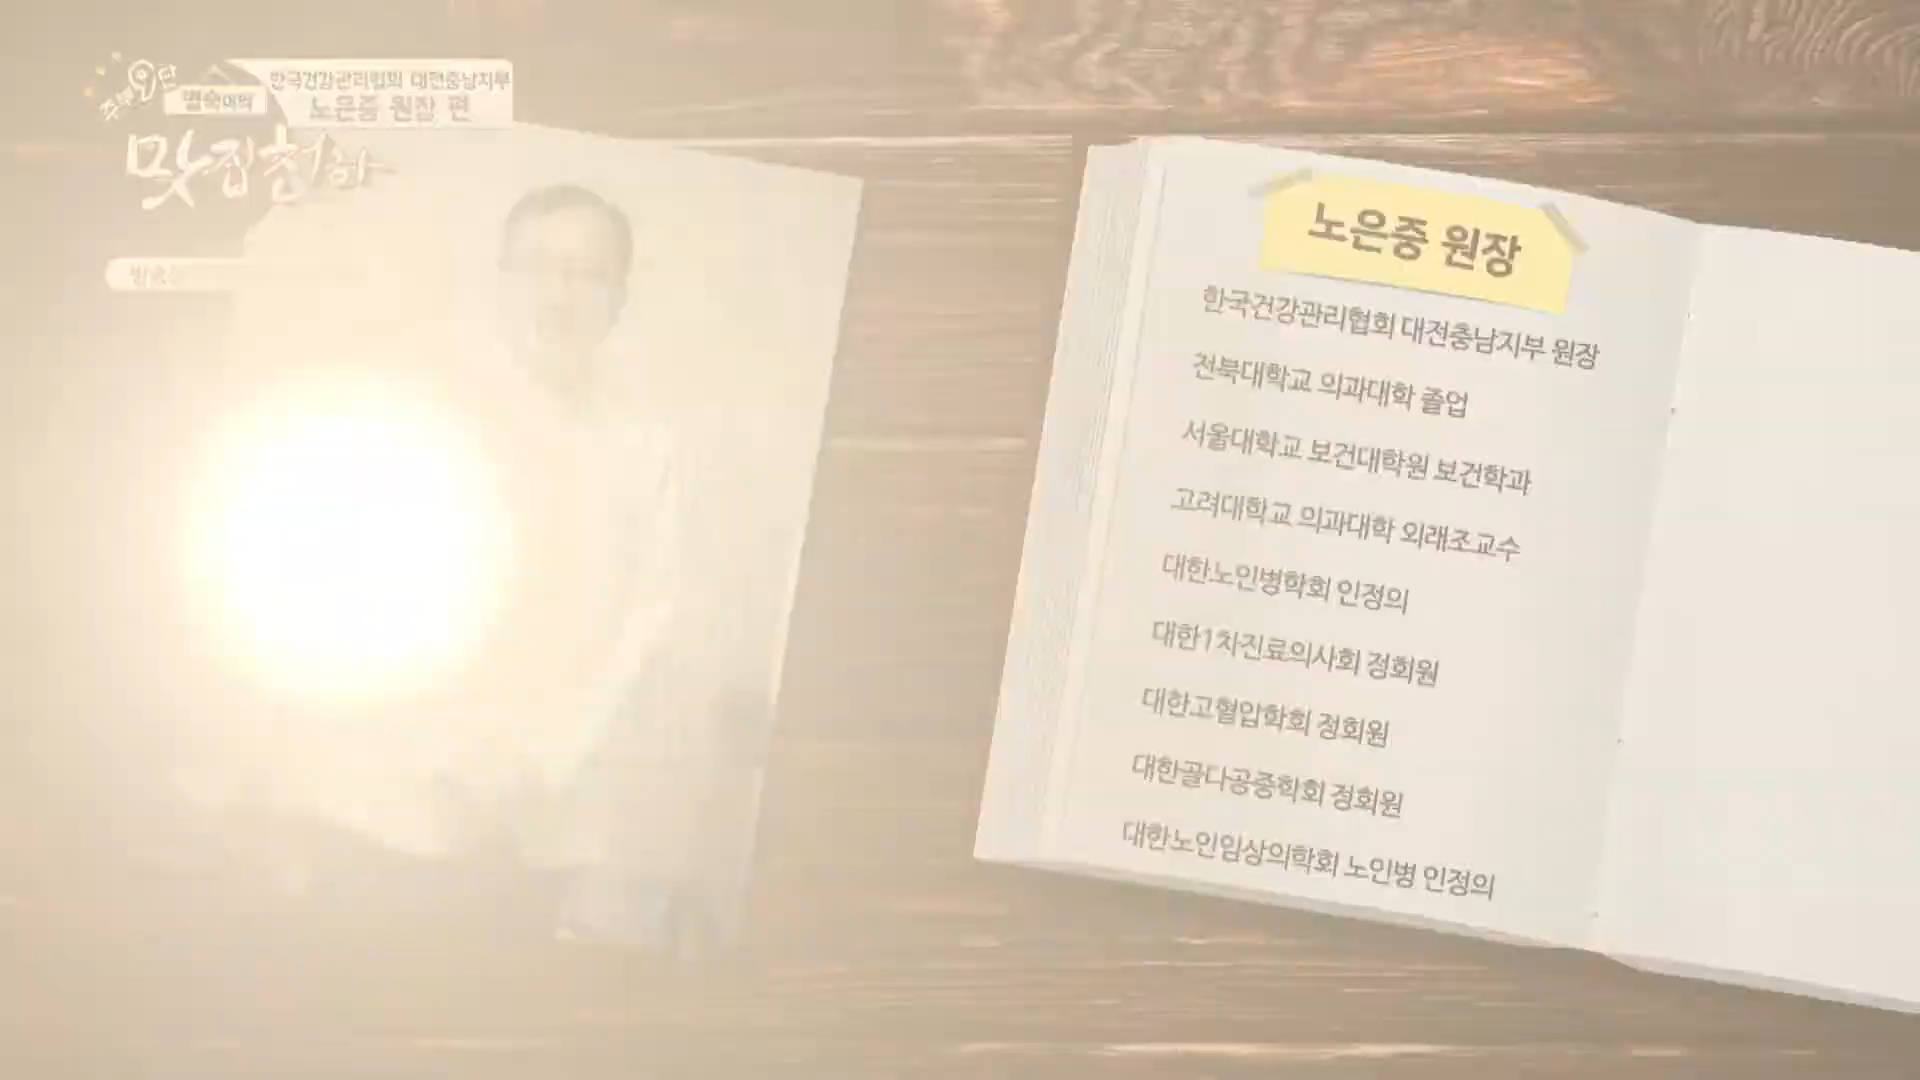 한국건강관리협회 대전충남지부
노은중 원장 편
맛집천하
노은중 원장
한국건강관리협회 대전충남지부 원장
전북대학교 의과대학 졸업
서울대학교 보건대학원 보건학과
고려대학교 의과대학 외래조교수
대한노인병학회 인정의
대한1차진료의사회 정회원
대한고혈압학회 정회원
대한골다공증학회 정회원
대한노인임상의학회 노인병 인정의